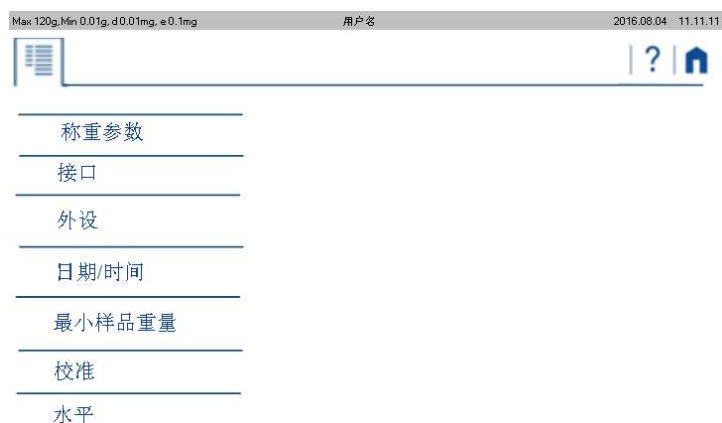 Max 120g,Min 0.01g, d 0.01mg, e 0.1mg 用户名 2016.08.04 11.11.11
?
称重参数
接口
外设
日期/时间
最小样品重量
校准
水平